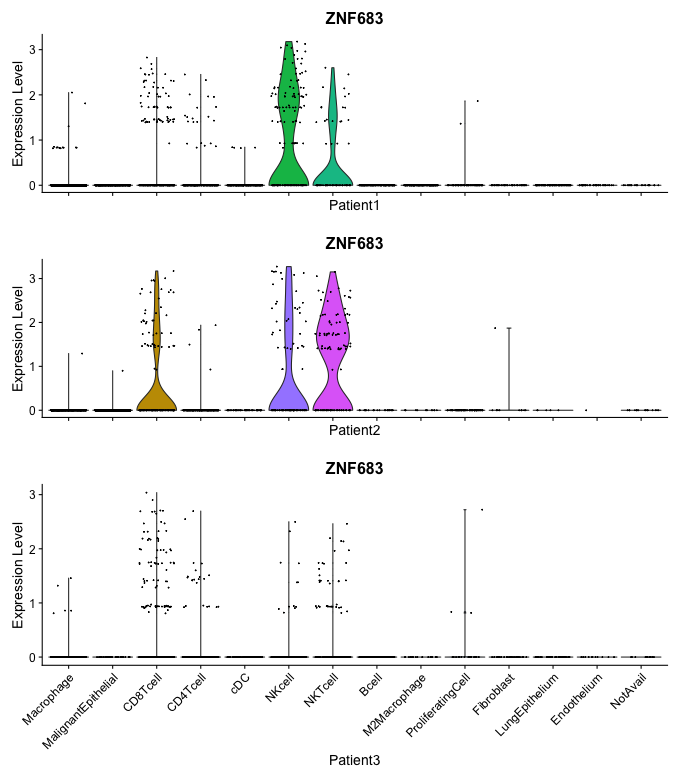 ZNF683
Expression Level
3
2
1
0
Patient1
ZNF683
Expression Level
3
2
1
0
Patient2
ZNF683
Expression Level
3
2
1
0
Macrophage
MalignantEpithelial
CD8Tcell
CD4Tcell
cDC
NKcell
NKTcell
Bcell
M2Macrophage
ProliferatingCell
Fibroblast
LungEpithelium
Endothelium
NotAvail
Patient3